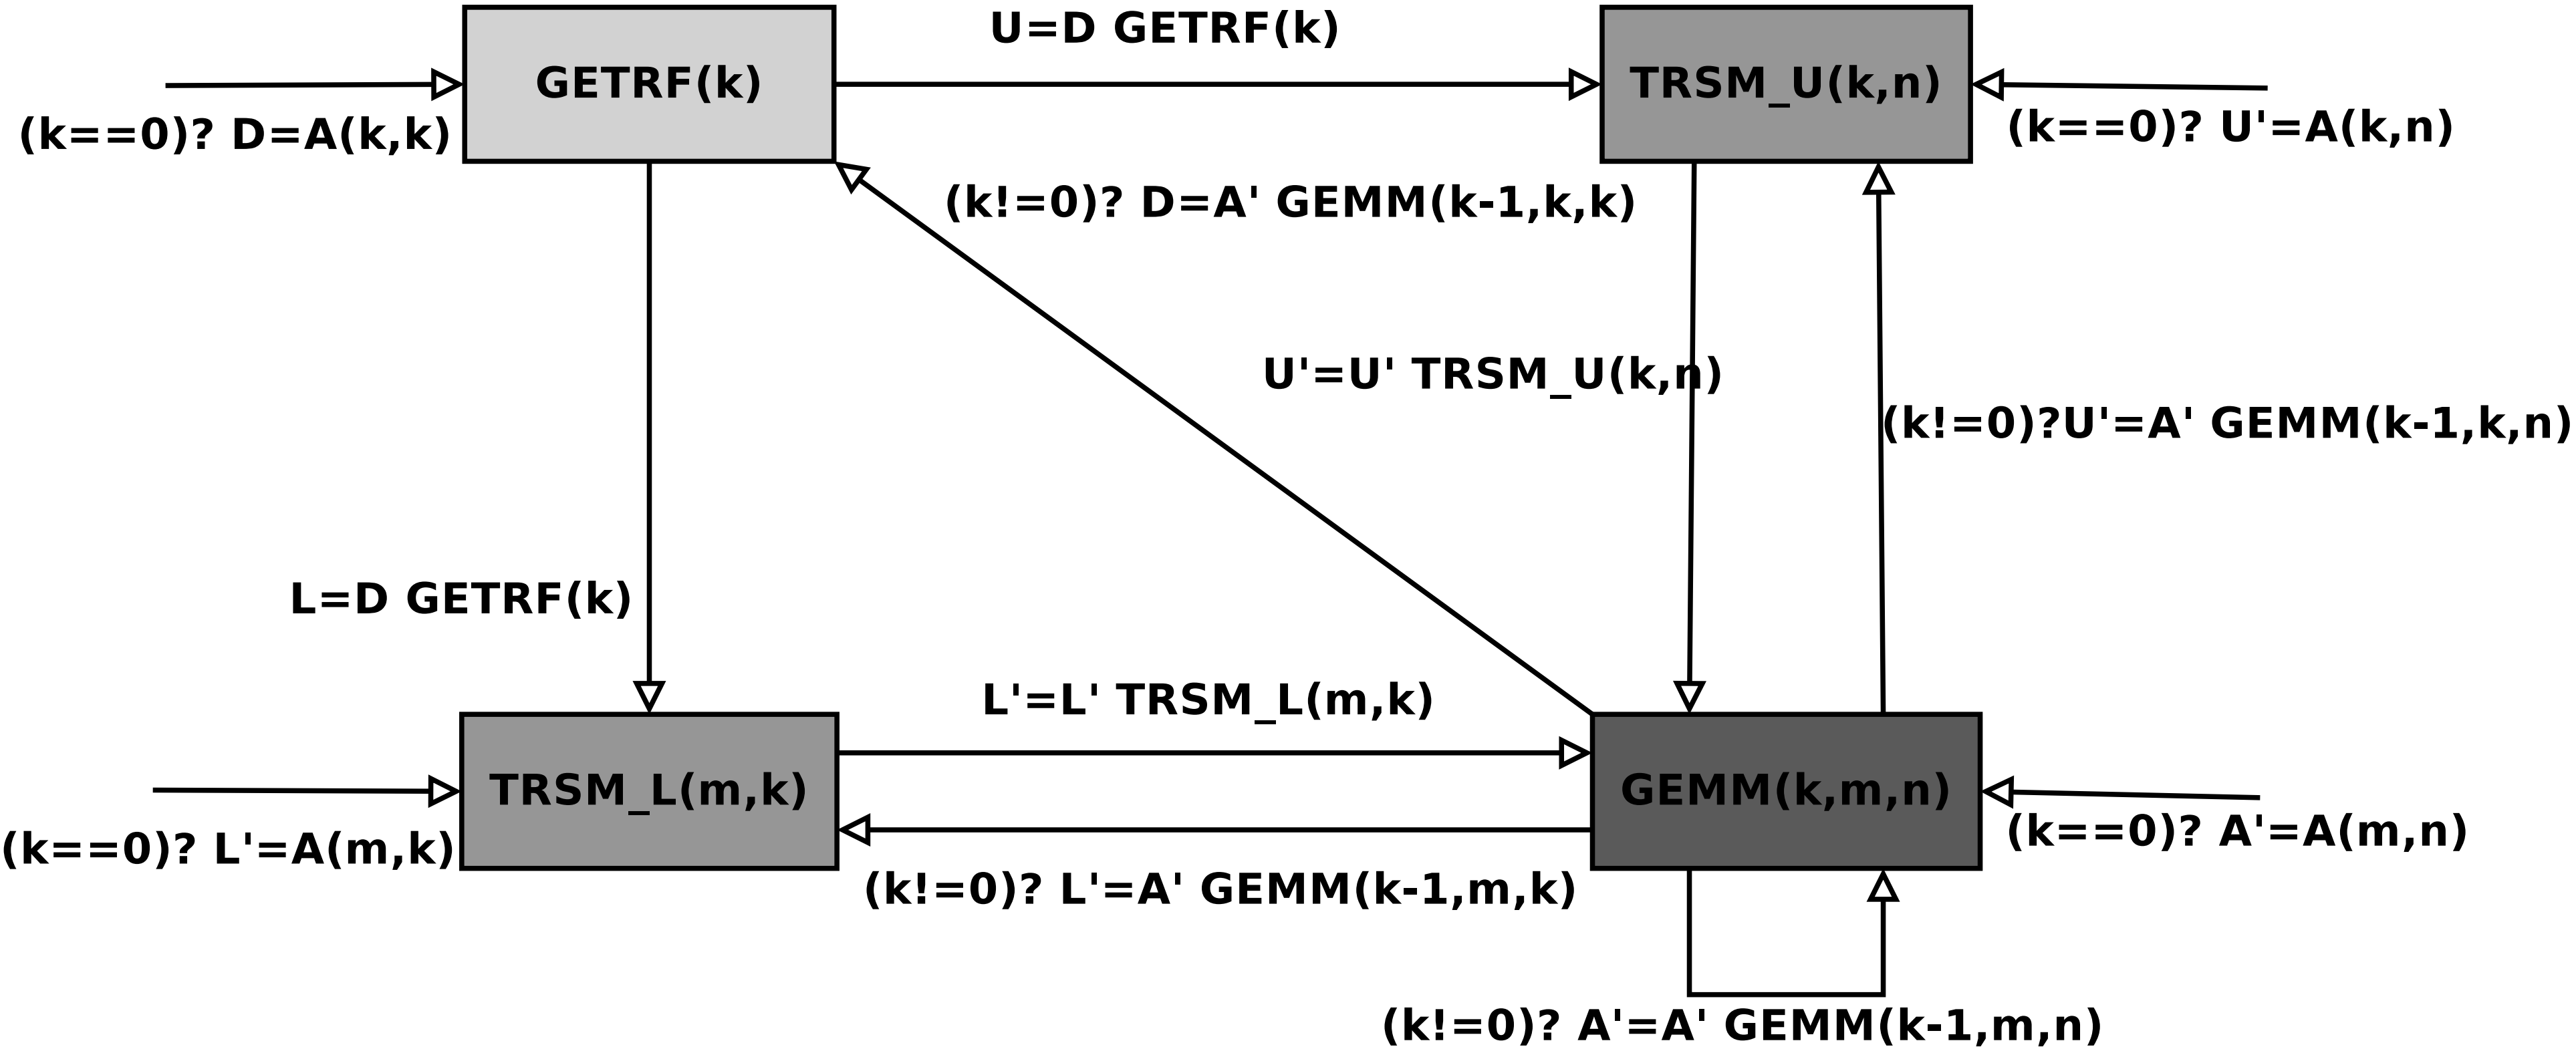 U=D GETRF(k)
GETRF(k)
TRSM_U(k,n)
(k==0)? D=A(k,k)
(k==0)? U'=A(k,n)
(k!=0)? D=A' GEMM(k-1,k,k)
U'=U' TRSM_U(k,n)
(k!=0)?U'=A' GEMM(k-1,k,n)
L=D GETRF(k)
L'=L' TRSM_L(m,k)
TRSM_L(m,k)
GEMM(k,m,n)
(k==0)? L'=A(m,k)
(k==0)? A'=A(m,n)
(k!=0)? L'=A' GEMM(k-1,m,k)
(k!=0)? A'=A' GEMM(k-1,m,n)